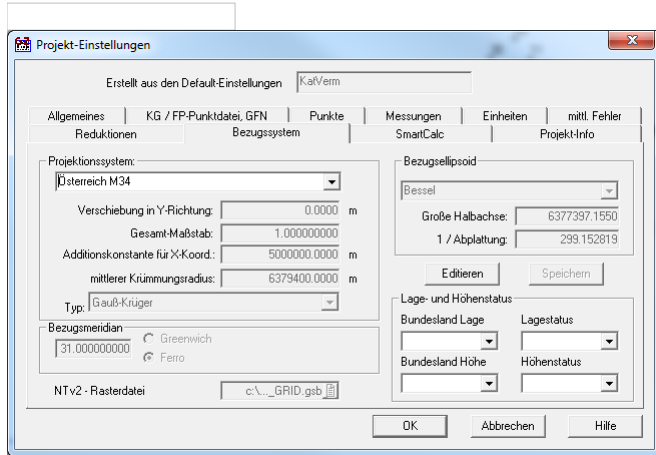 Projekt-Einstellungen
Erstellt aus den Default-Einstellungen KatVerm
Allgemeines KG / FP-Punktdatei, GFN Punkte Messungen Einheiten mittl. Fehler
Reduktionen Bezugssystem SmartCalc Projekt-Info
Projektionssystem:
Österreich M34
Verschiebung in Y-Richtung: 0.0000 m
Gesamt-Maßstab: 1.000000000
Additionskonstante für X-Koord.: 5000000.0000 m
mittlerer Krümmungsradius: 6379400.0000 m
Typ: Gauß-Krüger
Bezugsmeridian
31.000000000 Greenwich
Ferro
NTv2 - Rasterdatei c:\..._GRID.gsb
Bezugsellipsoid
Bessel
Große Halbachse: 6377397.1550
1 / Abplattung: 299.152819
Editieren Speichern
Lage- und Höhenstatus
Bundesland Lage Lagestatus
Bundesland Höhe Höhenstatus
OK Abbrechen Hilfe